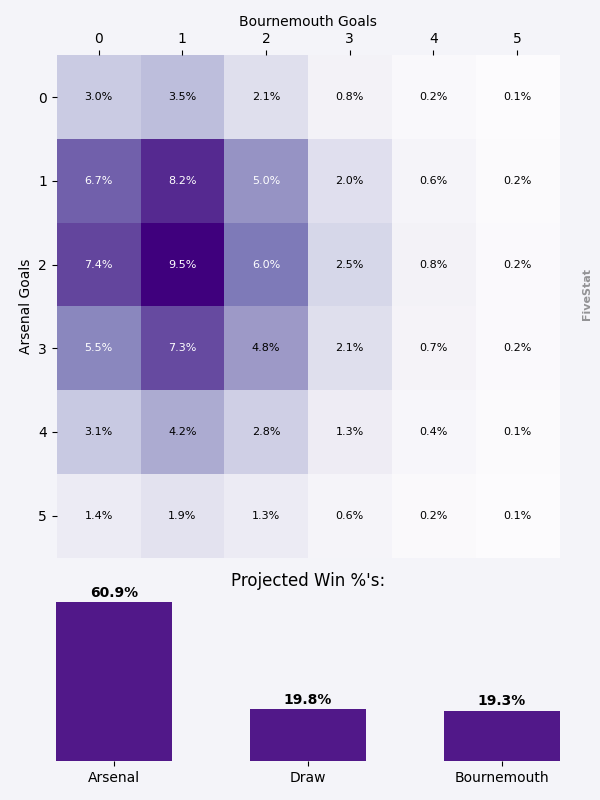 Bournemouth Goals
0 1 2 3 4 5
0 3.0% 3.5% 2.1% 0.8% 0.2% 0.1%
1 6.7% 8.2% 5.0% 2.0% 0.6% 0.2%
2 7.4% 9.5% 6.0% 2.5% 0.8% 0.2%
3 5.5% 7.3% 4.8% 2.1% 0.7% 0.2%
4 3.1% 4.2% 2.8% 1.3% 0.4% 0.1%
5 1.4% 1.9% 1.3% 0.6% 0.2% 0.1%
Arsenal Goals
FiveStat
Projected Win %'s:
60.9% 19.8% 19.3%
Arsenal Draw Bournemouth